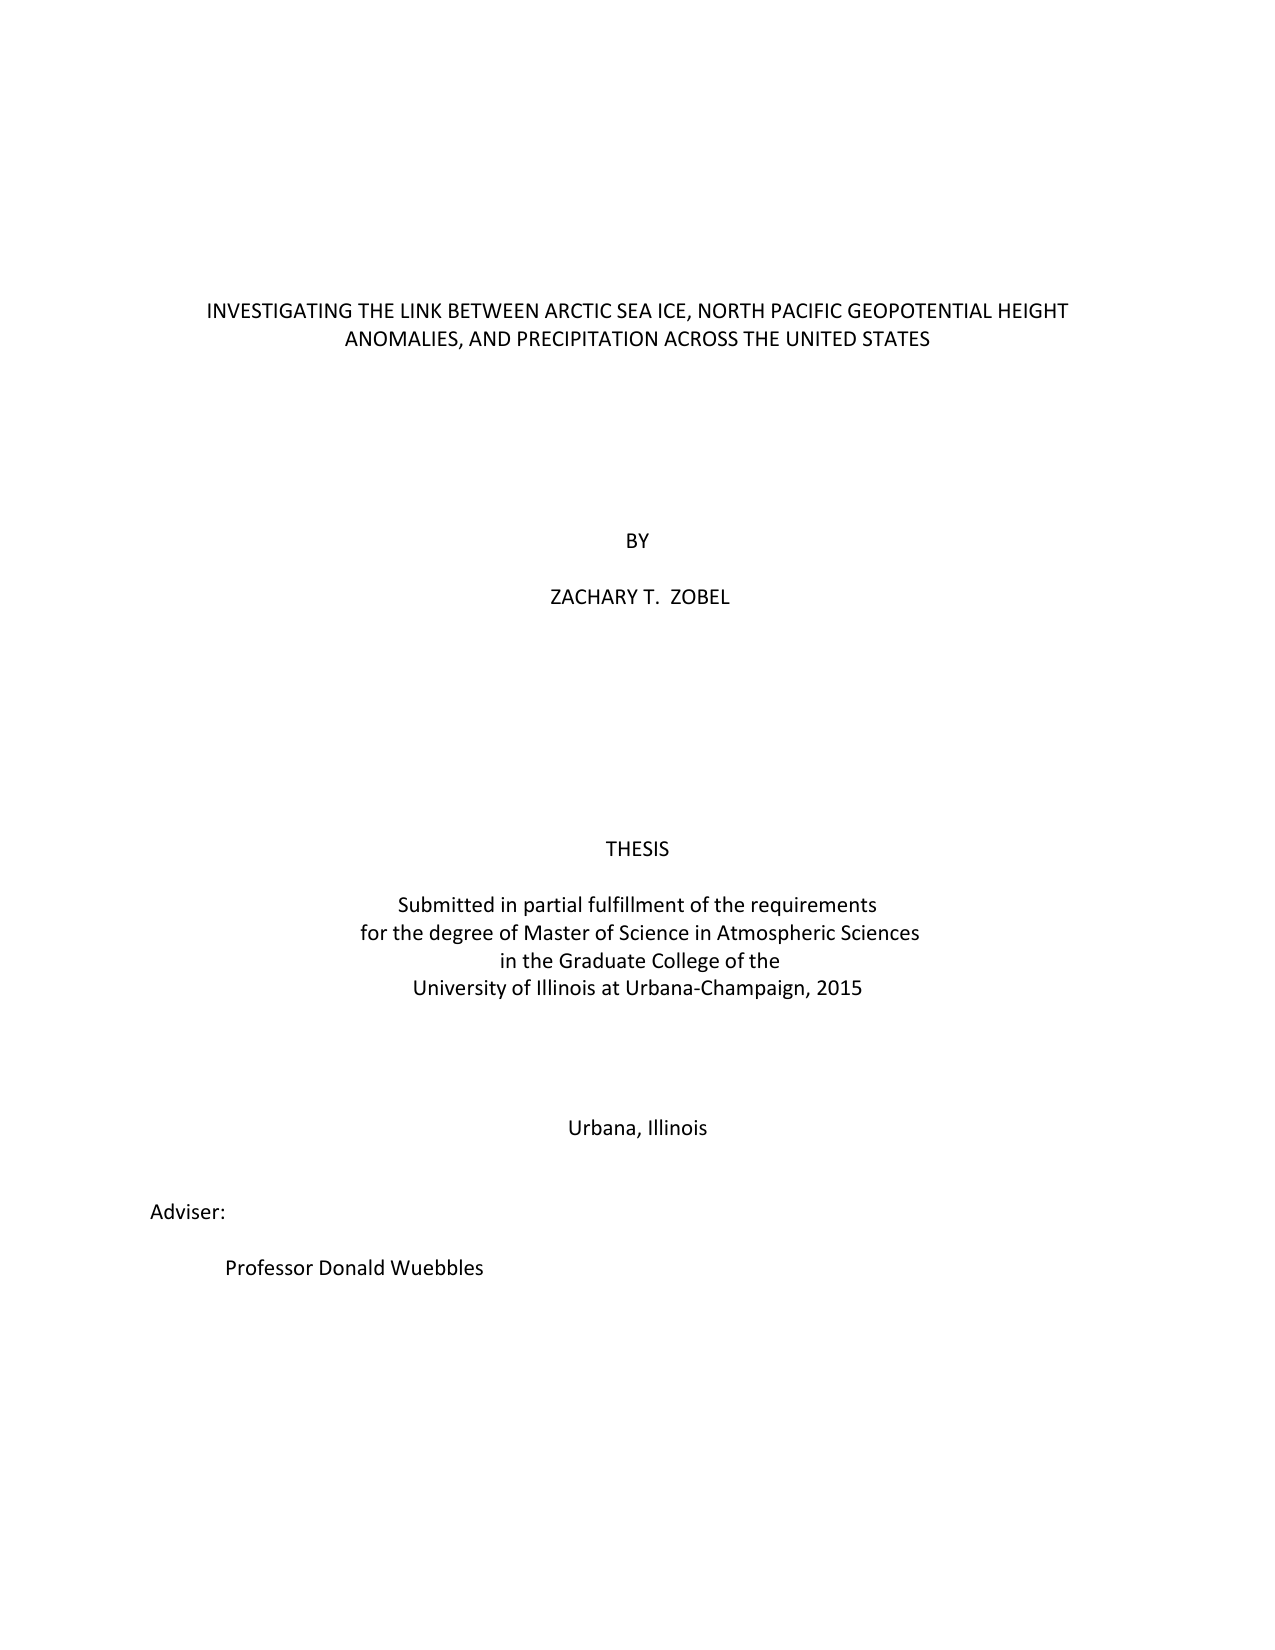 INVESTIGATING THE LINK BETWEEN ARCTIC SEA ICE, NORTH PACIFIC GEOPOTENTIAL HEIGHT
ANOMALIES, AND PRECIPITATION ACROSS THE UNITED STATES
BY
ZACHARY T.  ZOBEL
THESIS
Submitted in partial fulfillment of the requirements
for the degree of Master of Science in Atmospheric Sciences
in the Graduate College of the
University of Illinois at Urbana-Champaign, 2015
Urbana, Illinois
Adviser:
Professor Donald Wuebbles